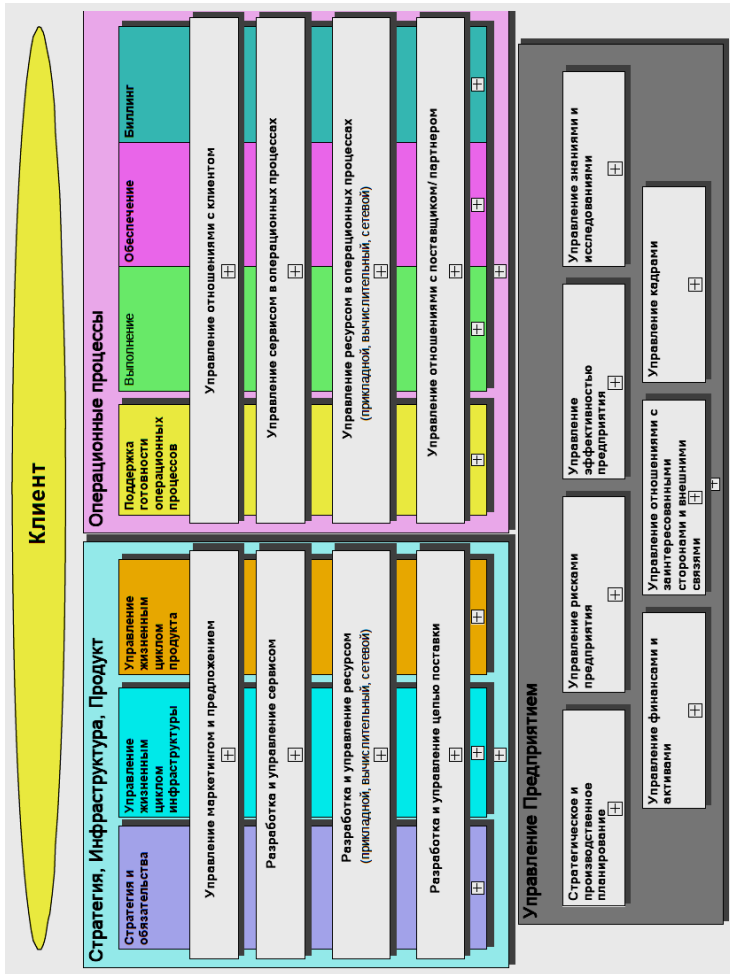 Клиент
Стратегия, Инфраструктура, Продукт
Стратегия и
обязательства
Управление
жизненным
циклом
инфраструктуры
Управление
жизненным
циклом
продукта
Управление маркетингом и предложением
Разработка и управление сервисом
Разработка и управление ресурсом
(прикладной, вычислительный, сетевой)
Разработка и управление цепью поставки
Операционные процессы
Поддержка
готовности
операционных
процессов
Выполнение
Обеспечение
Биллинг
Управление отношениями с клиентом
Управление сервисом в операционных процессах
Управление ресурсом в операционных процессах
(прикладной, вычислительный, сетевой)
Управление отношениями с поставщиком/ партнером
Управление Предприятием
Стратегическое и
производственное
планирование
Управление рисками
предприятия
Управление
эффективностью
предприятия
Управление знаниями и
исследованиями
Управление финансами и
активами
Управление отношениями с
заинтересованными
сторонами и внешними
связями
Управление кадрами